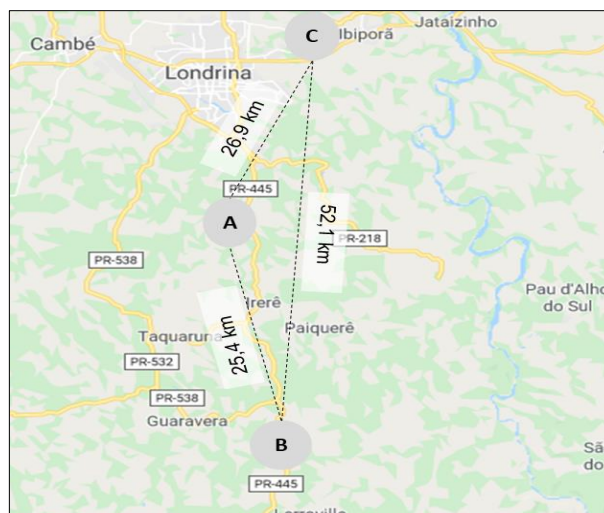 C
Jataizinho
Ibiporã
Cambé
Londrina
26,9 km
PR-445
A
52,1 km
PR-218
PR-538
Pau d'Alho
do Sul
Irerê
Taquaruna
Paiquerê
25,4 km
PR-532
PR-538
Guaravera
B
PR-445